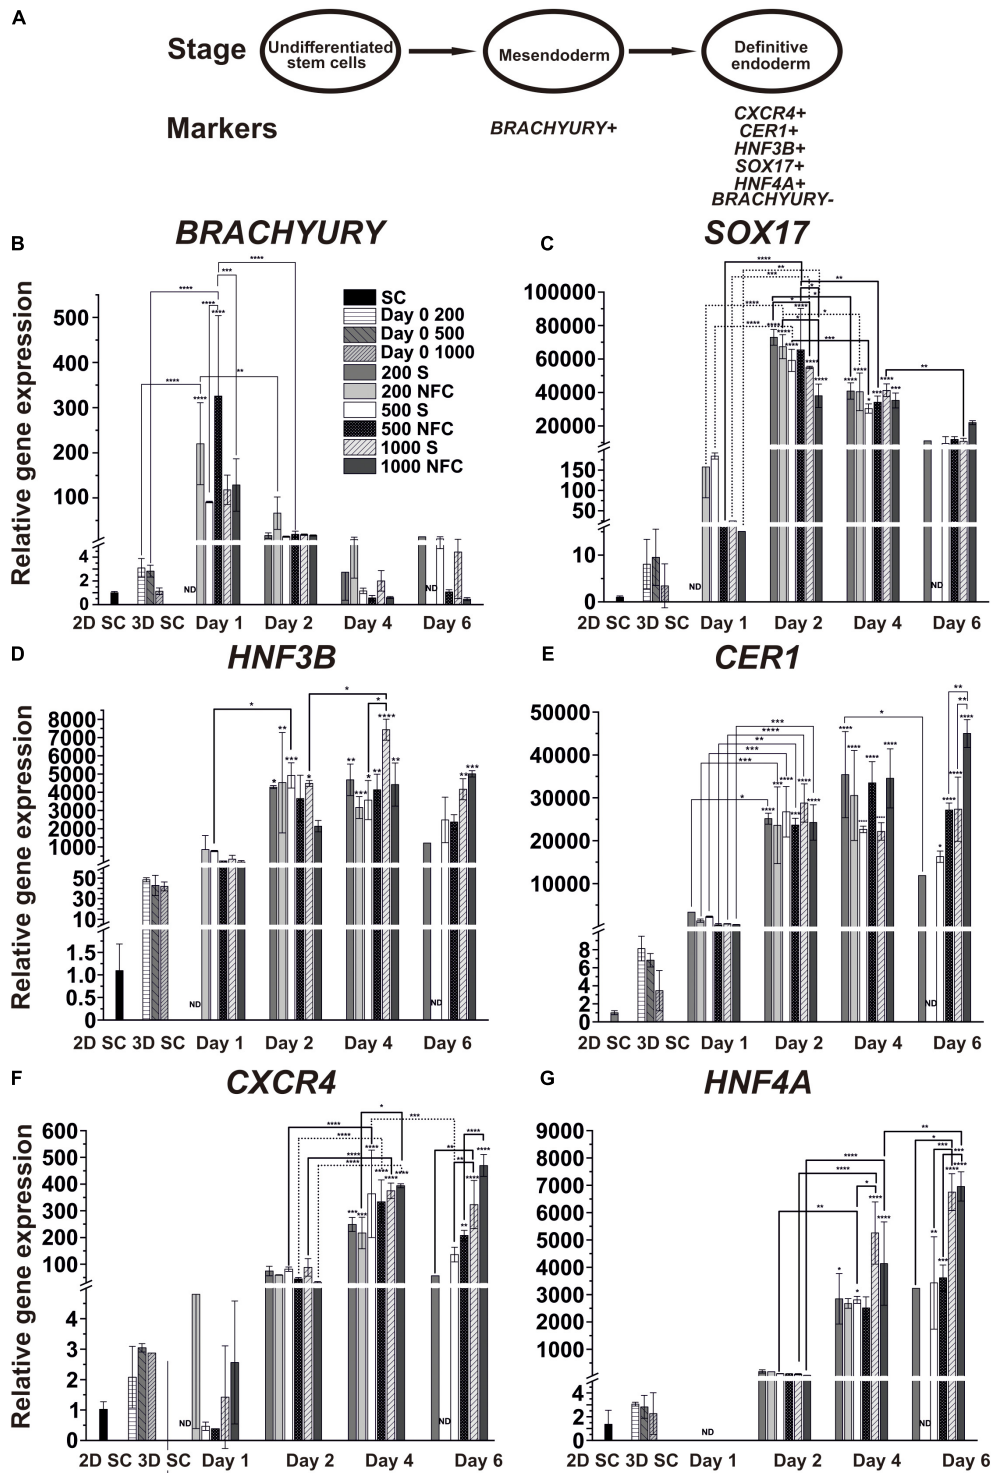 A
Stage
Undifferentiated
stem cells
Mesendoderm
Definitive
endoderm
Markers
BRACHYURY+
CXCR4+
CER1+
HNF3B+
SOX17+
HNF4A+
BRACHYURY-
B
BRACHYURY
Relative gene expression
500
400
300
200
100
4
2
1
0
ND
ND
**** *** **** **** **** **** **** **
SC
Day 0 200
Day 0 500
Day 0 1000
200 S
200 NFC
500 S
500 NFC
1000 S
1000 NFC
2D SC 3D SC Day 1 Day 2 Day 4 Day 6
C
SOX17
100000
80000
60000
40000
20000
150
100
50
10
0
ND
ND
2D SC 3D SC Day 1 Day 2 Day 4 Day 6
D
HNF3B
Relative gene expression
8000
7000
6000
5000
4000
3000
2000
1000
50
30
10
1.5
1.0
0.5
0
ND
ND
2D SC 3D SC Day 1 Day 2 Day 4 Day 6
E
CER1
50000
40000
30000
20000
10000
8
6
4
2
0
ND
2D SC 3D SC Day 1 Day 2 Day 4 Day 6
F
CXCR4
Relative gene expression
600
500
400
300
200
100
4
3
2
1
0
ND
ND
2D SC 3D SC Day 1 Day 2 Day 4 Day 6
G
HNF4A
9000
8000
7000
6000
5000
4000
3000
2000
1000
4
2
0
ND
ND
2D SC 3D SC Day 1 Day 2 Day 4 Day 6